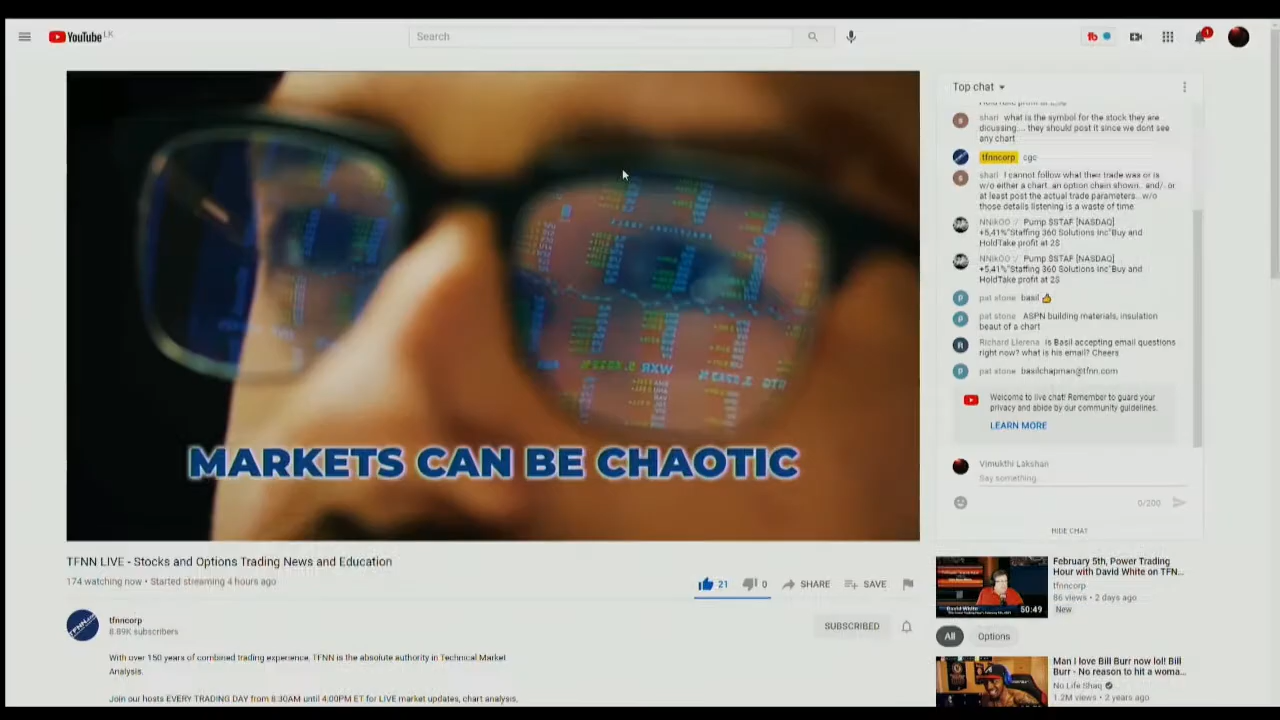 YouTube LK
Search
fb
1
MARKETS CAN BE CHAOTIC
TFNN LIVE - Stocks and Options Trading News and Education
174 watching now • Started streaming 4 hours ago
21
0
SHARE
SAVE
tfnncorp
8.89K subscribers
SUBSCRIBED
With over 150 years of combined trading experience, TFNN is the absolute authority in Technical Market
Analysis.
Join our hosts EVERY TRADING DAY from 8:30AM until 4:00PM ET for LIVE market updates, chart analysis,
Top chat
shari what is the symbol for the stock they are
dicussing.... they should post it since we dont see
any chart
tfnncorp cgc
shari I cannot follow what their trade was or is
w/o either a chart.. an option chain shown.. and/.. or
at least post the actual trade parameters.. w/o
those details listening is a waste of time
NNikOO :/ Pump $STAF [NASDAQ]
+5,41%"Staffing 360 Solutions Inc"Buy and
HoldTake profit at 2$
NNikOO :/ Pump $STAF [NASDAQ]
+5,41%"Staffing 360 Solutions Inc"Buy and
HoldTake profit at 2$
pat stone basil 👍
pat stone ASPN building materials, insulation
beaut of a chart
Richard Llerena is Basil accepting email questions
right now? what is his email? Cheers
pat stone basilchapman@tfnn.com
Welcome to live chat! Remember to guard your
privacy and abide by our community guidelines.
LEARN MORE
Vimukthi Lakshan
Say something...
0/200
HIDE CHAT
February 5th, Power Trading
Hour with David White on TFN...
tfnncorp
86 views • 2 days ago
New
David White
50:49
All
Options
Man I love Bill Burr now lol! Bill
Burr - No reason to hit a woma...
No Life Shaq
1.2M views • 2 years ago